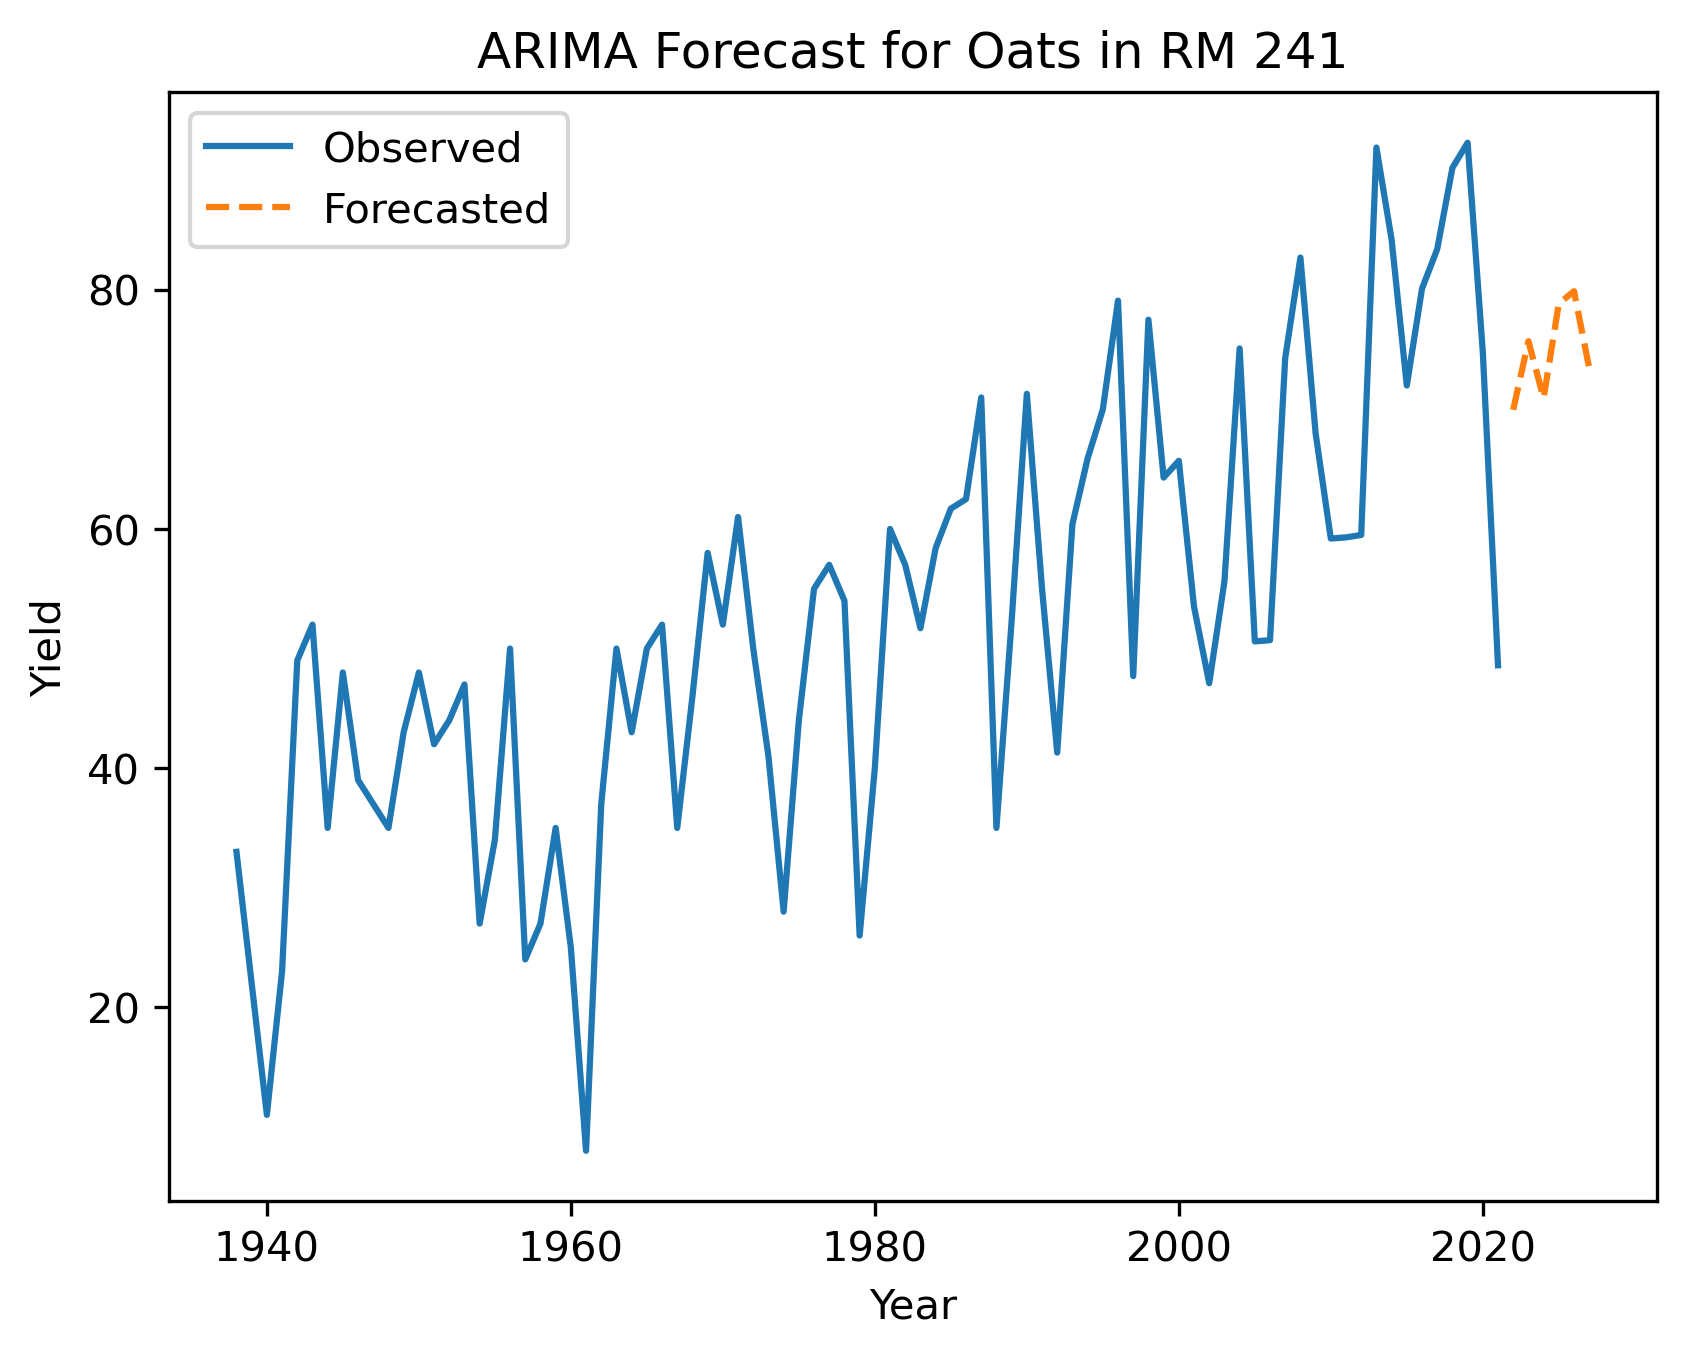 ARIMA Forecast for Oats in RM 241
Observed
Forecasted
80
60
40
20
Yield
1940 1960 1980 2000 2020
Year